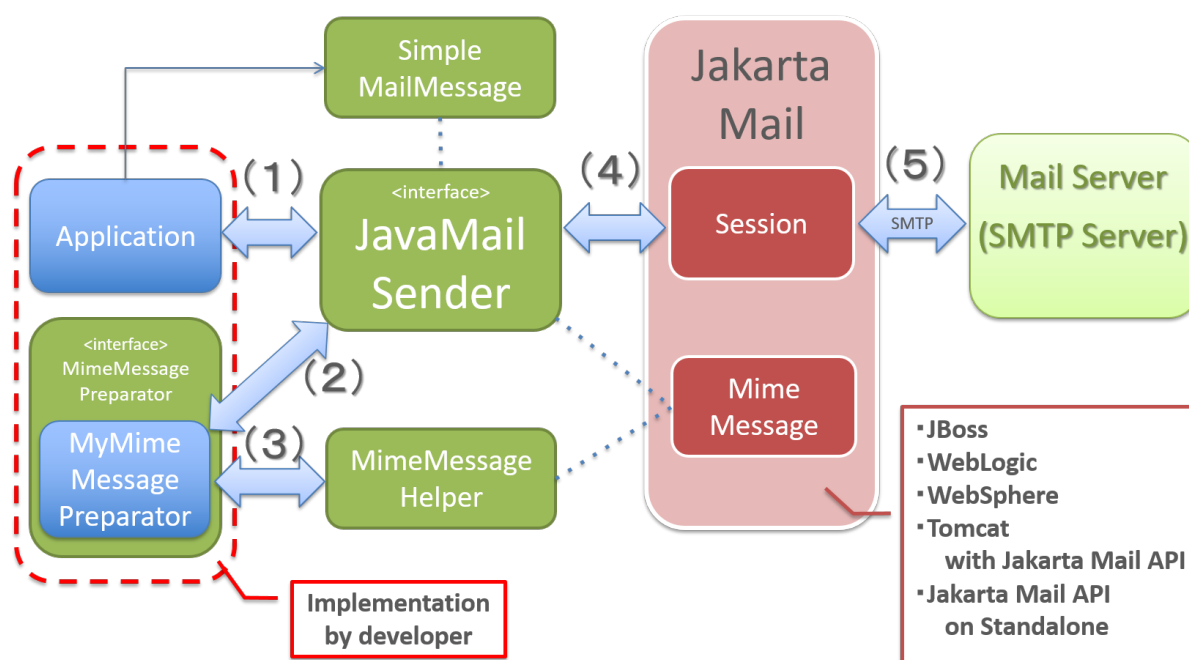 Simple
MailMessage
Jakarta
Mail
(1)
(4)
(5)
Application
<interface>
JavaMail
Sender
Session
SMTP
Mail Server
(SMTP Server)
<interface>
MimeMessage
Preparator
(2)
MyMime
Message
Preparator
(3)
MimeMessage
Helper
Mime
Message
・JBoss
・WebLogic
・WebSphere
・Tomcat
with Jakarta Mail API
・Jakarta Mail API
on Standalone
Implementation
by developer